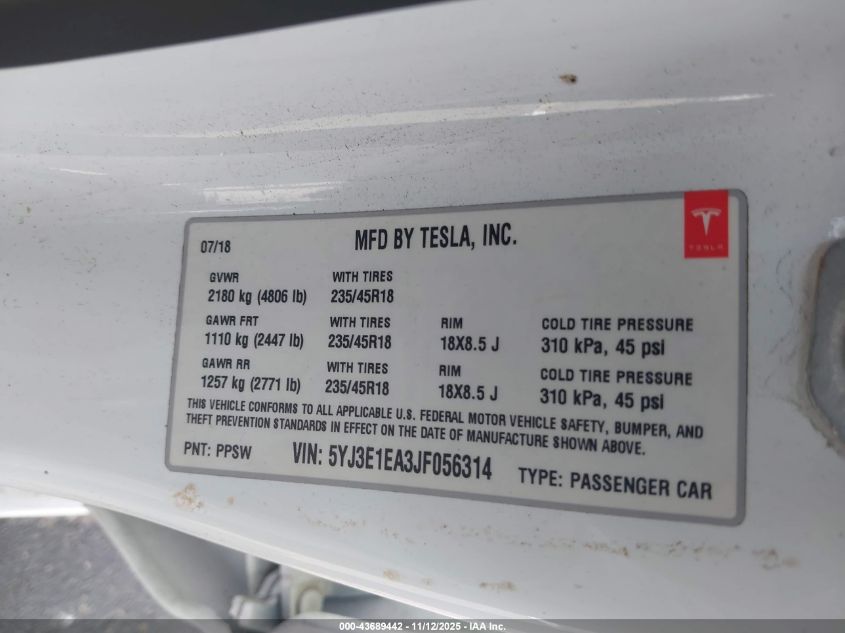 07/18
MFD BY TESLA, INC.
TESLA
GVWR WITH TIRES
2180 kg (4806 lb) 235/45R18
GAWR FRT WITH TIRES RIM COLD TIRE PRESSURE
1110 kg (2447 lb) 235/45R18 18X8.5 J 310 kPa, 45 psi
GAWR RR WITH TIRES RIM COLD TIRE PRESSURE
1257 kg (2771 lb) 235/45R18 18X8.5 J 310 kPa, 45 psi
THIS VEHICLE CONFORMS TO ALL APPLICABLE U.S. FEDERAL MOTOR VEHICLE SAFETY, BUMPER, AND
THEFT PREVENTION STANDARDS IN EFFECT ON THE DATE OF MANUFACTURE SHOWN ABOVE.
PNT: PPSW VIN: 5YJ3E1EA3JF056314 TYPE: PASSENGER CAR
000-43689442 - 11/12/2025 - IAA Inc.